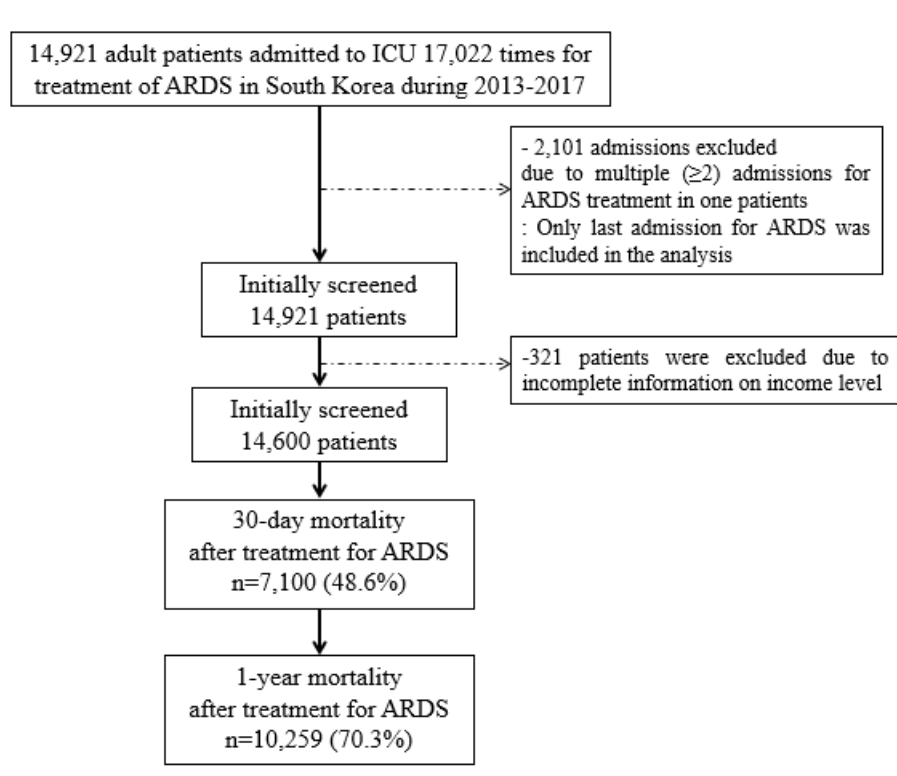 14,921 adult patients admitted to ICU 17,022 times for
treatment of ARDS in South Korea during 2013-2017
- 2,101 admissions excluded
due to multiple (≥2) admissions for
ARDS treatment in one patients
: Only last admission for ARDS was
included in the analysis
Initially screened
14,921 patients
-321 patients were excluded due to
incomplete information on income level
Initially screened
14,600 patients
30-day mortality
after treatment for ARDS
n=7,100 (48.6%)
1-year mortality
after treatment for ARDS
n=10,259 (70.3%)